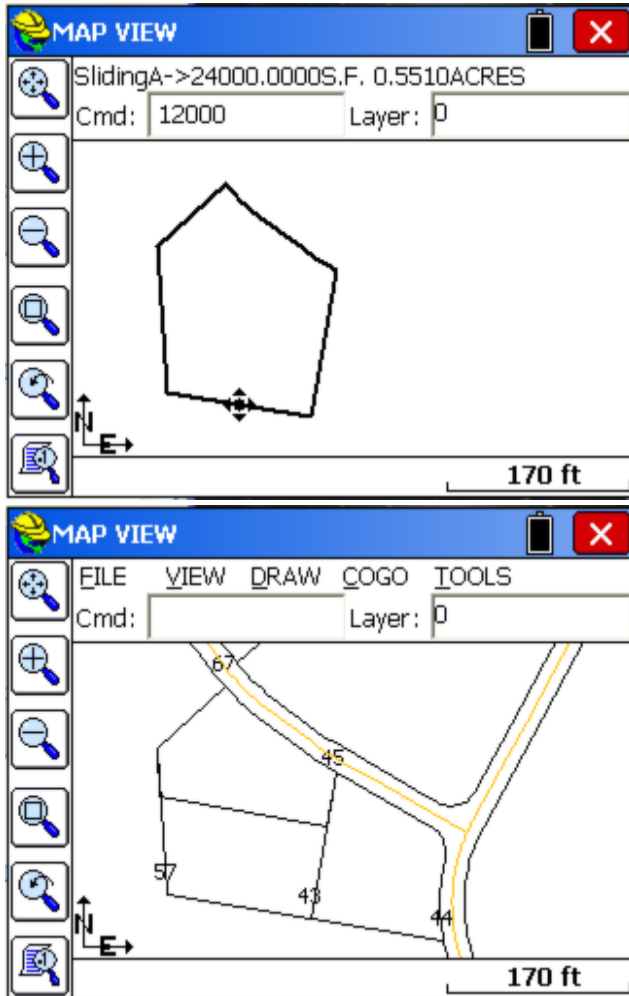 MAP VIEW
SlidingA->24000.0000S.F. 0.5510ACRES
Cmd: 12000 Layer: 0
N
E
170 ft
MAP VIEW
FILE VIEW DRAW COGO TOOLS
Cmd: Layer: 0
67
45
57
43
44
N
E
170 ft